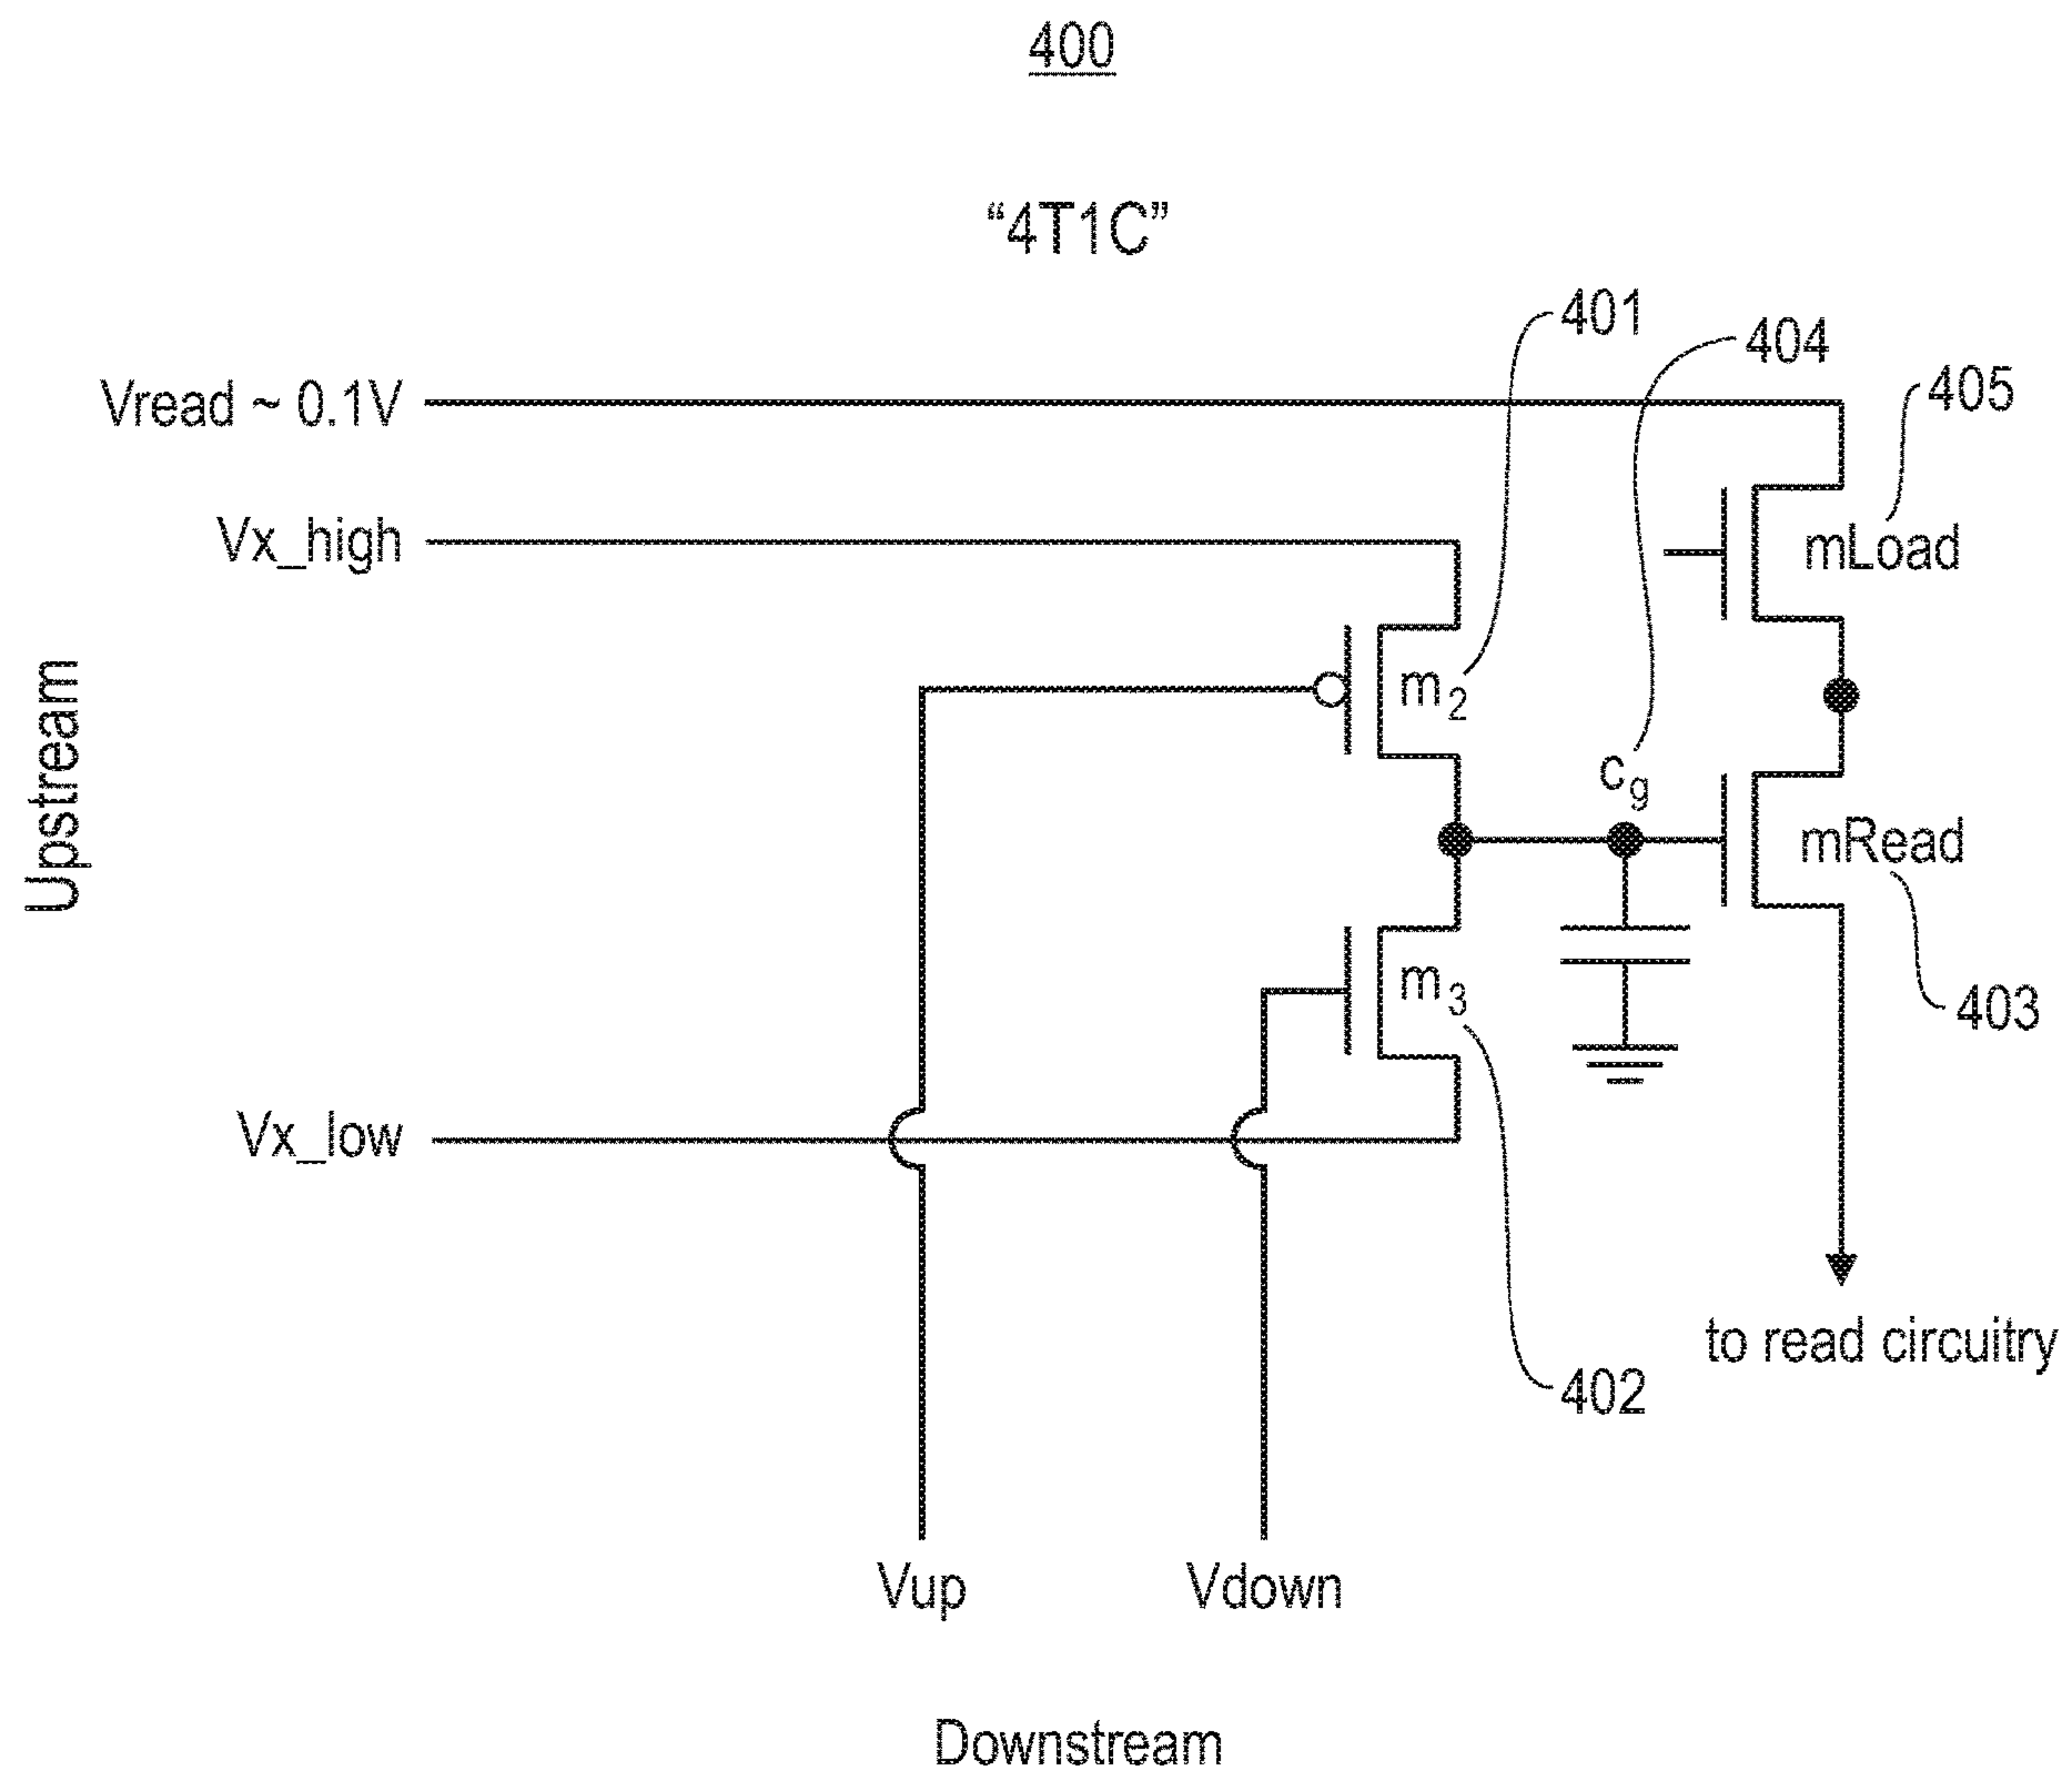 400
“4T1C”
401
404
405
Vread ~ 0.1V
Vx_high
mLoad
m2
cg
mRead
Upstream
m3
403
Vx_low
to read circuitry
402
Vup
Vdown
Downstream